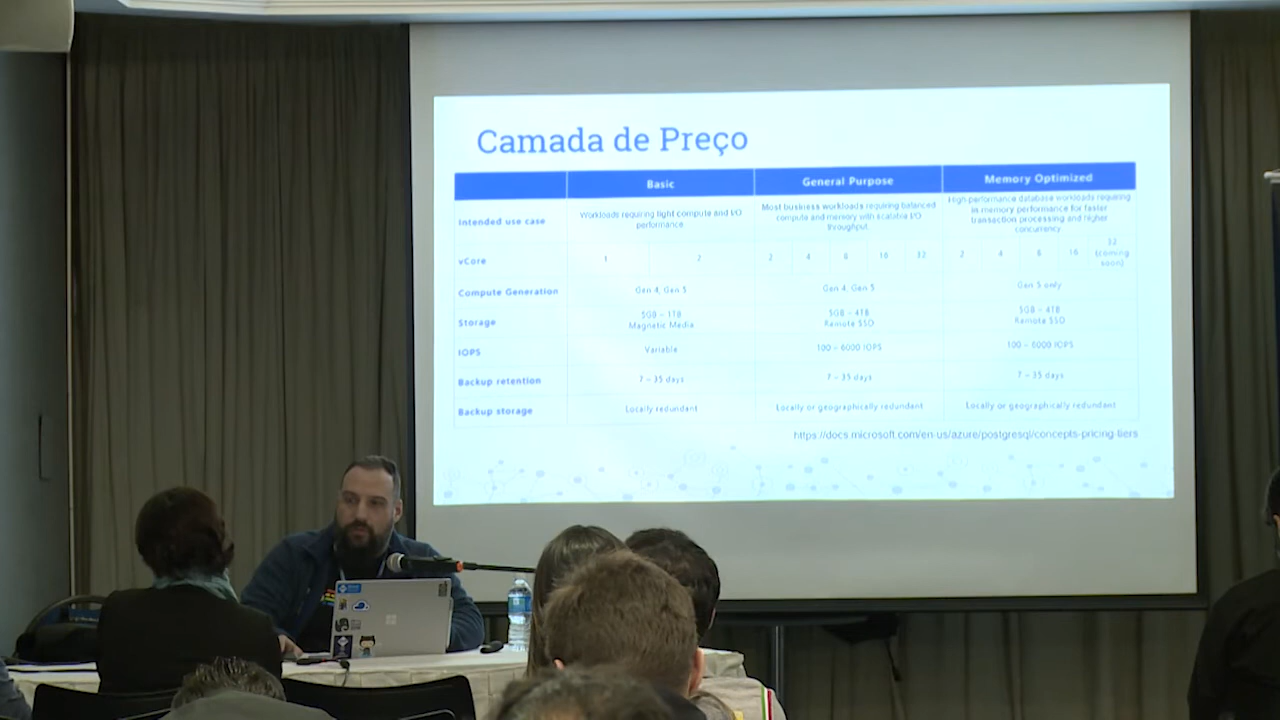 Camada de Preço
Basic General Purpose Memory Optimized
Intended use case
Workloads requiring light compute and I/O
performance
Most business workloads requiring balanced
compute and memory with scalable I/O
throughput
High performance database workloads requiring
in memory performance for faster
transaction processing and higher
concurrency
vCore 1 2 2 4 8 16 32 2 4 8 16 32
(coming
soon)
Compute Generation Gen 4, Gen 5 Gen 4, Gen 5 Gen 5 only
Storage
5GB – 1TB
Magnetic Media
5GB – 4TB
Remote SSD
5GB – 4TB
Remote SSD
IOPS Variable 100 – 6000 IOPS 100 – 6000 IOPS
Backup retention 7 – 35 days 7 – 35 days 7 – 35 days
Backup storage Locally redundant Locally or geographically redundant Locally or geographically redundant
https://docs.microsoft.com/en-us/azure/postgresql/concepts-pricing-tiers